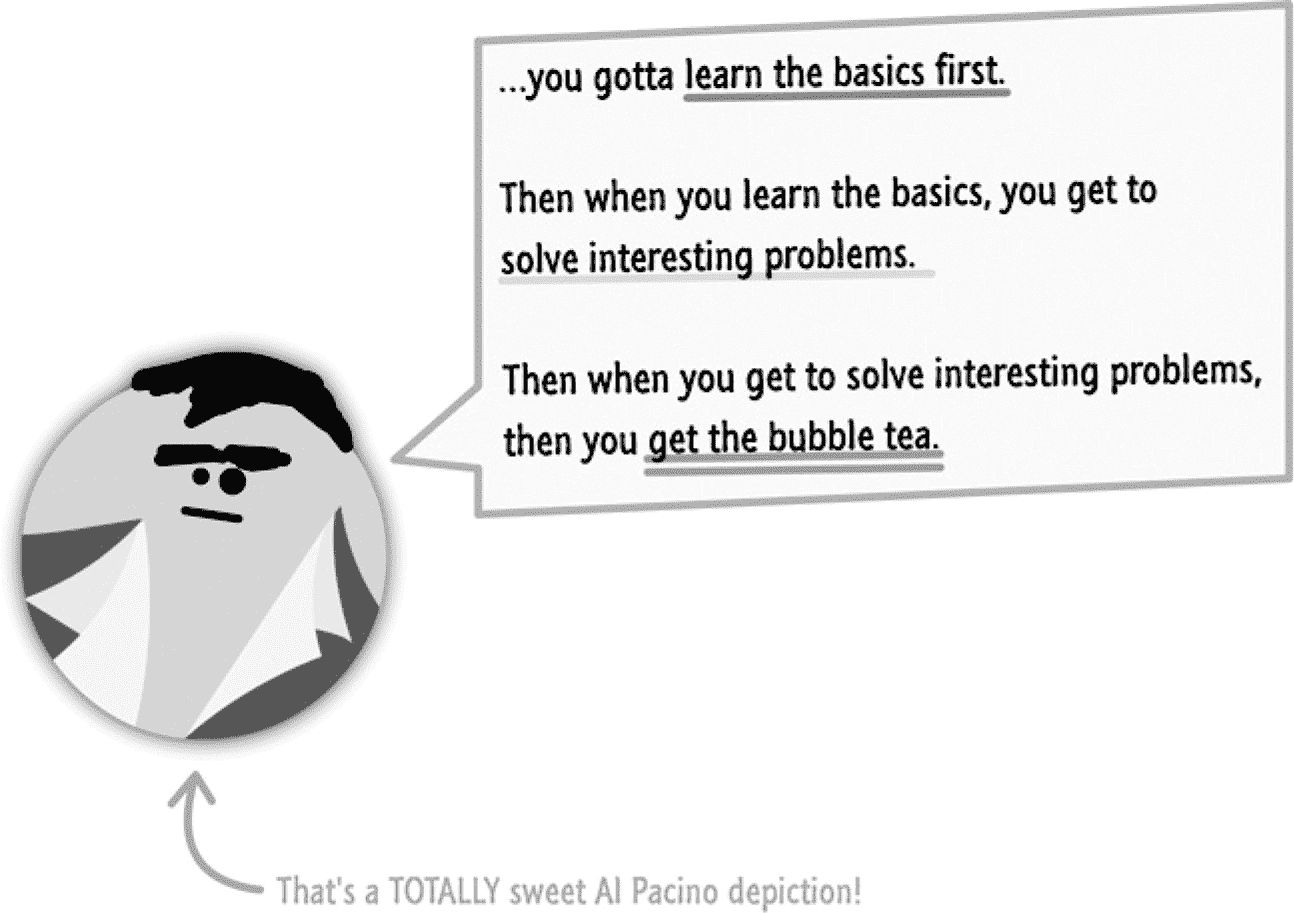 ...you gotta learn the basics first.
Then when you learn the basics, you get to
solve interesting problems.
Then when you get to solve interesting problems,
then you get the bubble tea.
That's a TOTALLY sweet Al Pacino depiction!